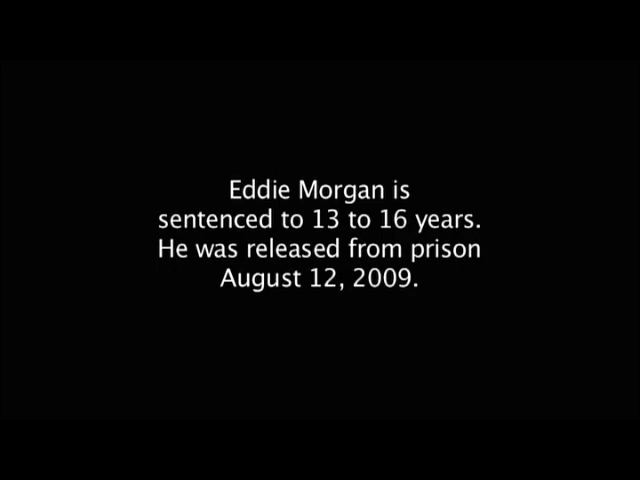 Eddie Morgan is
sentenced to 13 to 16 years.
He was released from prison
August 12, 2009.